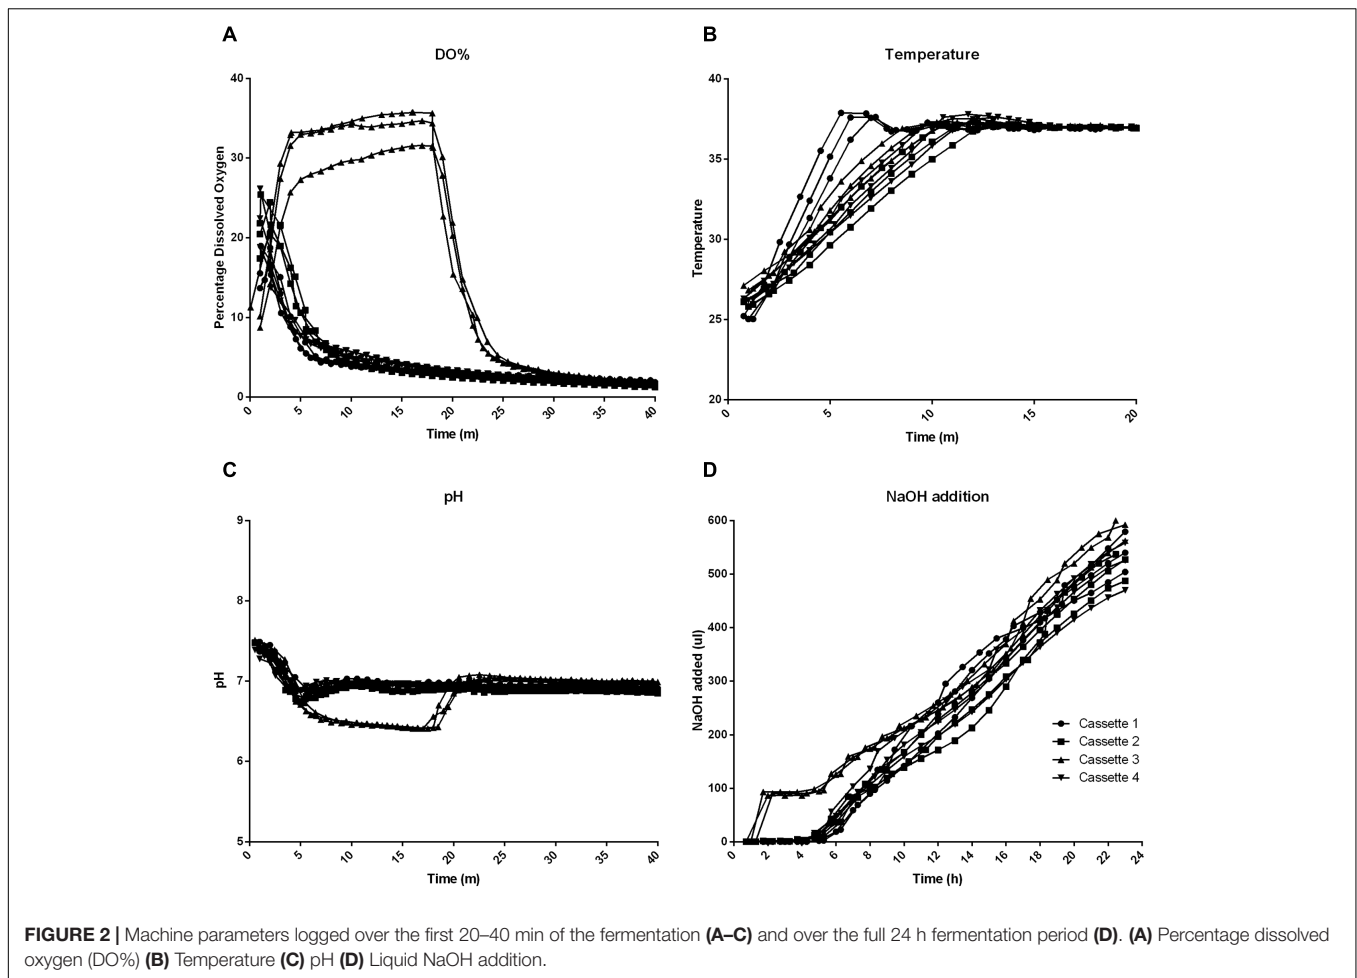 A
DO%
40
30
20
10
0
Percentage Dissolved Oxygen
0 5 10 15 20 25 30 35 40
Time (m)
B
Temperature
40
35
30
25
20
Temperature
0 5 10 15 20
Time (m)
C
pH
9
8
7
6
5
pH
0 5 10 15 20 25 30 35 40
Time (m)
D
NaOH addition
600
500
400
300
200
100
0
NaOH added (ul)
Cassette 1
Cassette 2
Cassette 3
Cassette 4
0 2 4 6 8 10 12 14 16 18 20 22 24
Time (h)
FIGURE 2 | Machine parameters logged over the first 20–40 min of the fermentation (A–C) and over the full 24 h fermentation period (D). (A) Percentage dissolved
oxygen (DO%) (B) Temperature (C) pH (D) Liquid NaOH addition.